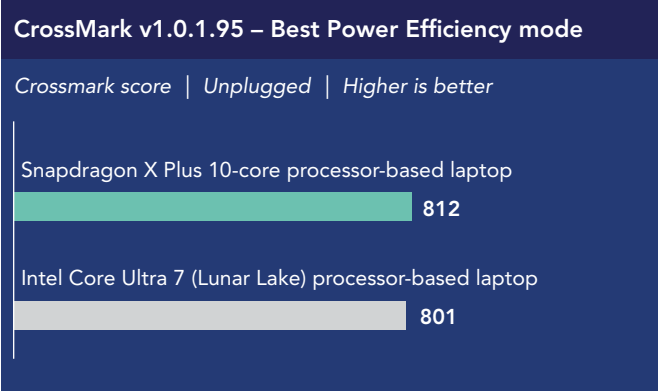 CrossMark v1.0.1.95 – Best Power Efficiency mode
Crossmark score | Unplugged | Higher is better
Snapdragon X Plus 10-core processor-based laptop
812
Intel Core Ultra 7 (Lunar Lake) processor-based laptop
801